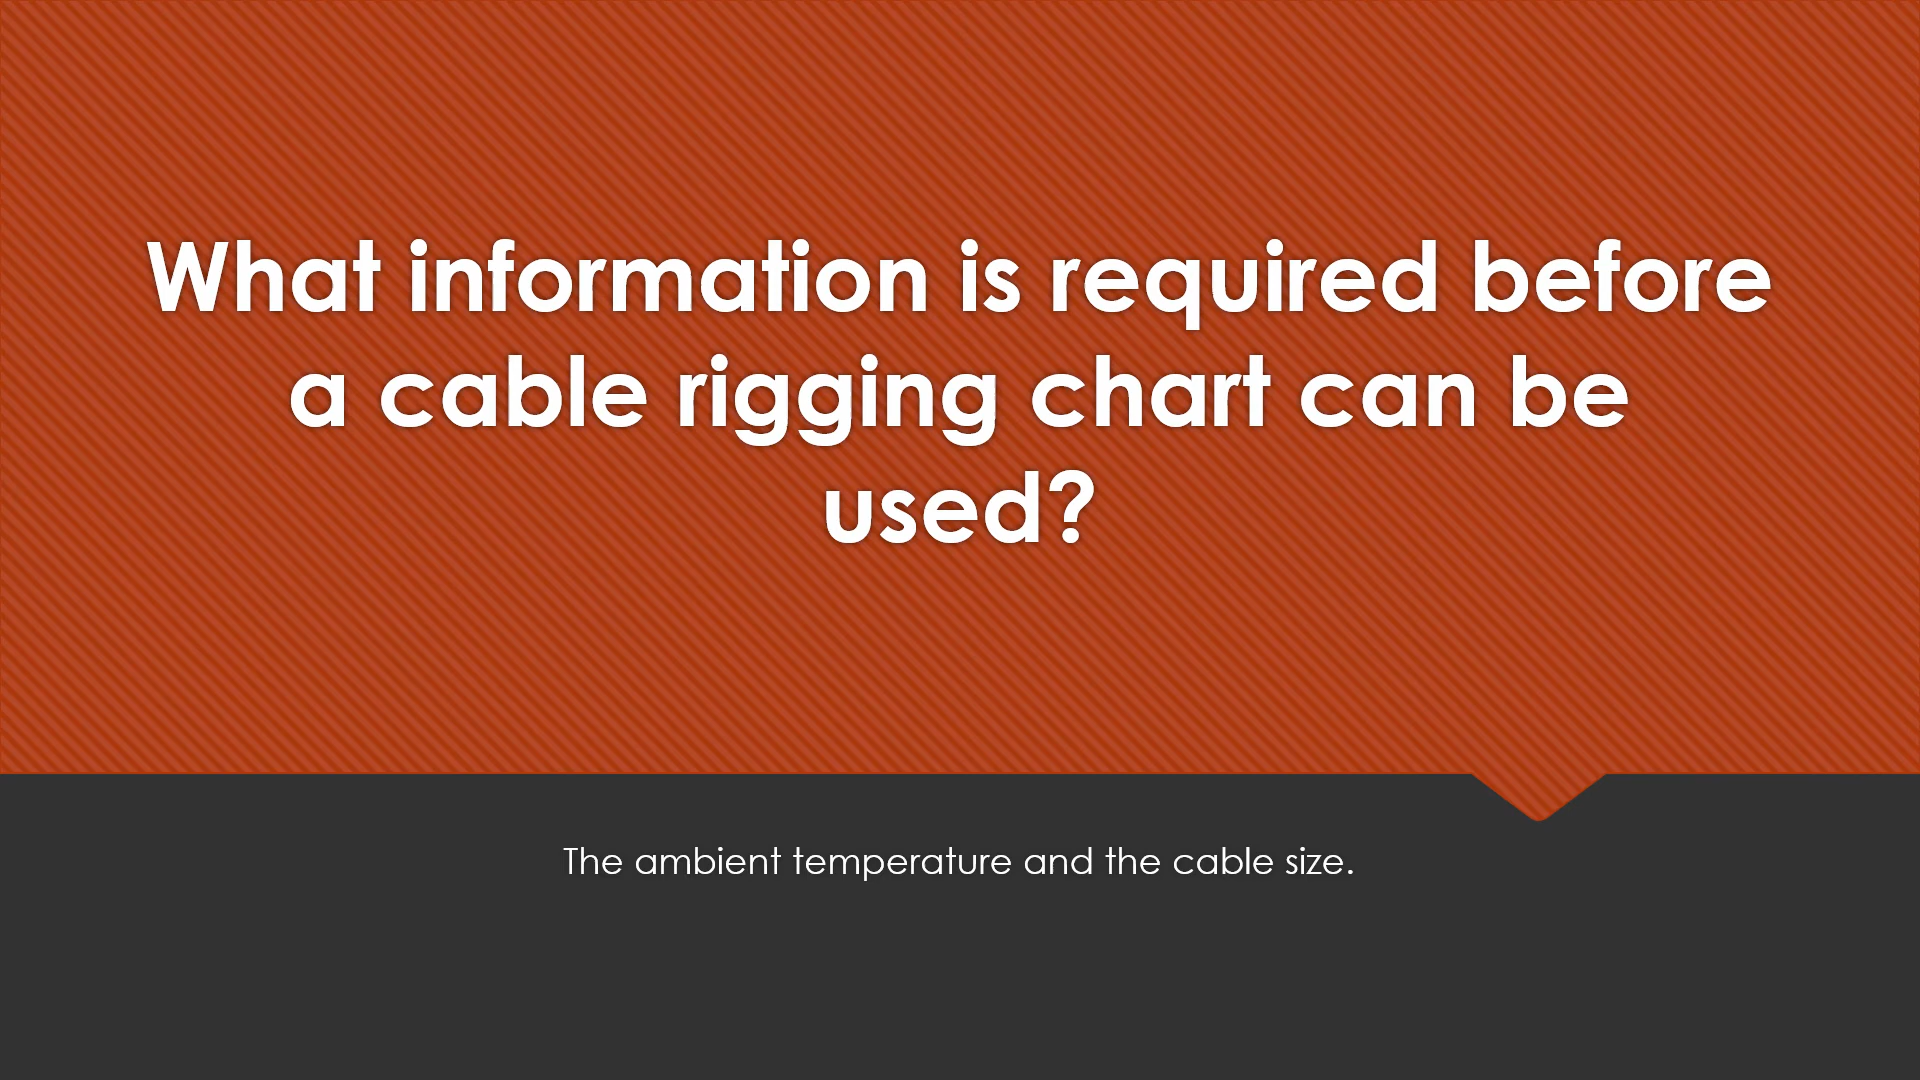 What information is required before
a cable rigging chart can be
used?
The ambient temperature and the cable size.